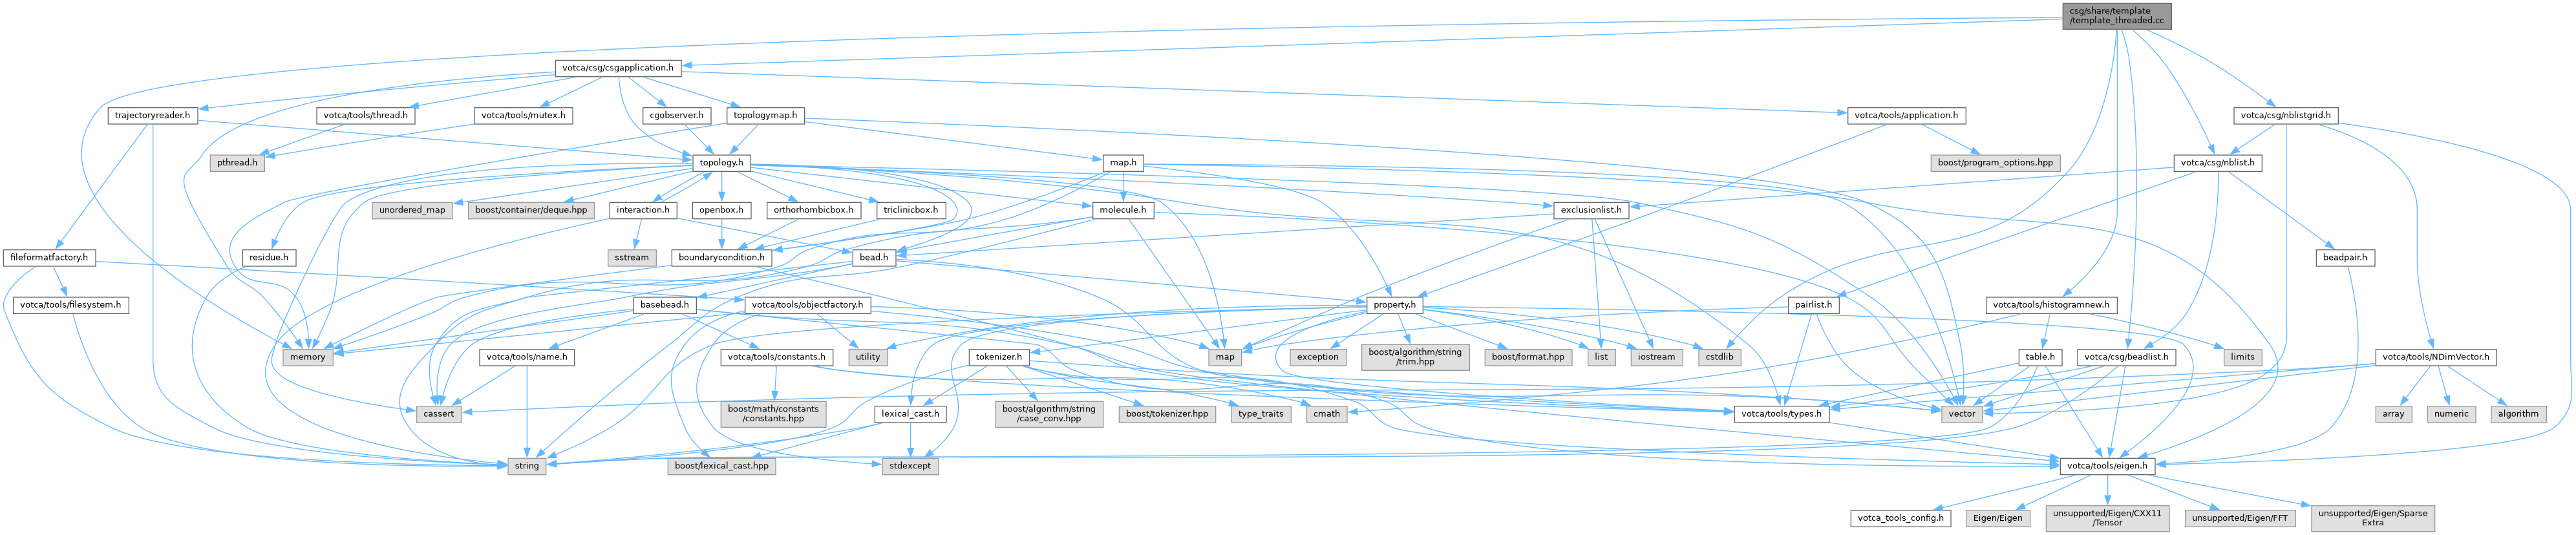 csg/share/template
/template_threaded.cc
votca/csg/csgapplication.h
trajectoryreader.h
votca/tools/thread.h
votca/tools/mutex.h
cgobserver.h
topologymap.h
votca/tools/application.h
votca/csg/nblistgrid.h
pthread.h
topology.h
map.h
boost/program_options.hpp
votca/csg/nblist.h
unordered_map
boost/container/deque.hpp
interaction.h
openbox.h
orthorhombicbox.h
triclinicbox.h
molecule.h
exclusionlist.h
fileformatfactory.h
residue.h
sstream
boundarycondition.h
bead.h
beadpair.h
votca/tools/filesystem.h
basebead.h
votca/tools/objectfactory.h
property.h
pairlist.h
votca/tools/histogramnew.h
memory
votca/tools/name.h
votca/tools/constants.h
utility
tokenizer.h
map
exception
boost/algorithm/string
/trim.hpp
boost/format.hpp
list
iostream
cstdlib
table.h
votca/csg/beadlist.h
limits
votca/tools/NDimVector.h
cassert
boost/math/constants
/constants.hpp
lexical_cast.h
boost/algorithm/string
/case_conv.hpp
boost/tokenizer.hpp
type_traits
cmath
votca/tools/types.h
vector
array
numeric
algorithm
string
boost/lexical_cast.hpp
stdexcept
votca/tools/eigen.h
votca_tools_config.h
Eigen/Eigen
unsupported/Eigen/CXX11
/Tensor
unsupported/Eigen/FFT
unsupported/Eigen/Sparse
Extra